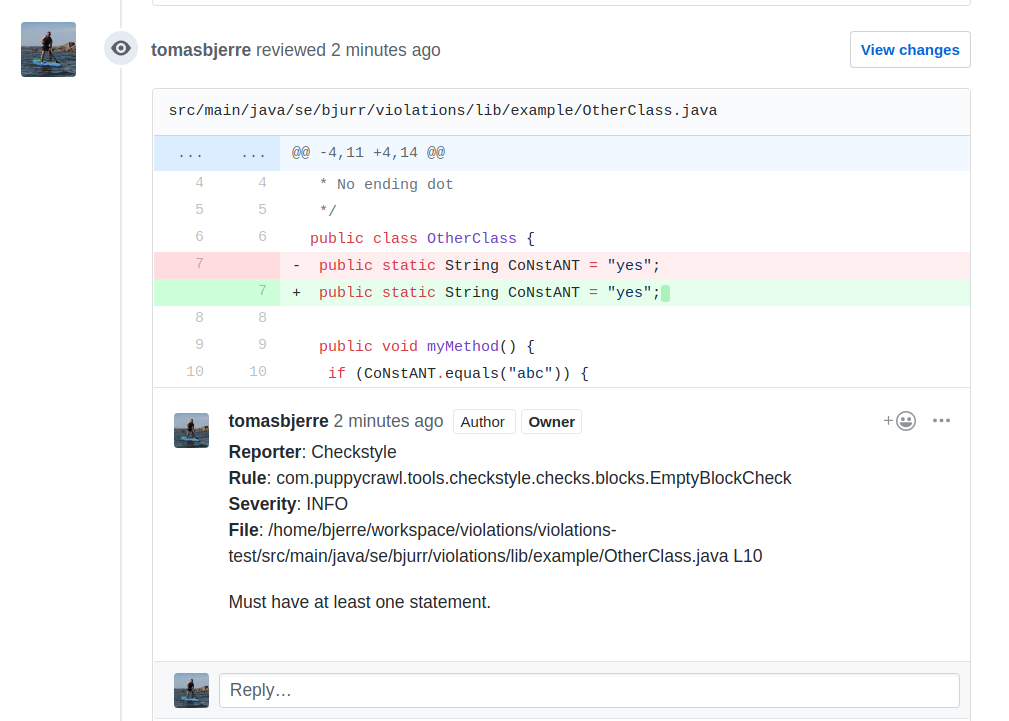 tomasbjerre reviewed 2 minutes ago
View changes
src/main/java/se/bjurr/violations/lib/example/OtherClass.java
... ... @@ -4,11 +4,14 @@
4 4 * No ending dot
5 5 */
6 6 public class OtherClass {
7 - public static String CoNstANT = "yes";
7 + public static String CoNstANT = "yes";
8 8
9 9 public void myMethod() {
10 10 if (CoNstANT.equals("abc")) {
tomasbjerre 2 minutes ago Author Owner
Reporter: Checkstyle
Rule: com.puppycrawl.tools.checkstyle.checks.blocks.EmptyBlockCheck
Severity: INFO
File: /home/bjerre/workspace/violations/violations-
test/src/main/java/se/bjurr/violations/lib/example/OtherClass.java L10
Must have at least one statement.
Reply…